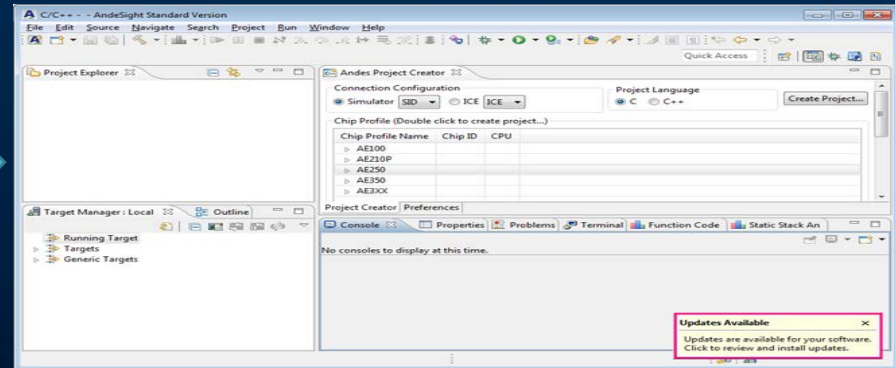 C/C++ - - AndeSight Standard Version
File Edit Source Navigate Search Project Run Window Help
Quick Access
Project Explorer
Andes Project Creator
Connection Configuration
Project Language
Simulator SID ICE ICE
C C++
Create Project...
Chip Profile (Double click to create project...)
Chip Profile Name Chip ID CPU
AE100
AE210P
AE250
AE350
AE3XX
Project Creator Preferences
Target Manager : Local Outline
Running Target
Targets
Generic Targets
Console Properties Problems Terminal Function Code Static Stack An
No consoles to display at this time.
Updates Available
Updates are available for your software.
Click to review and install updates.